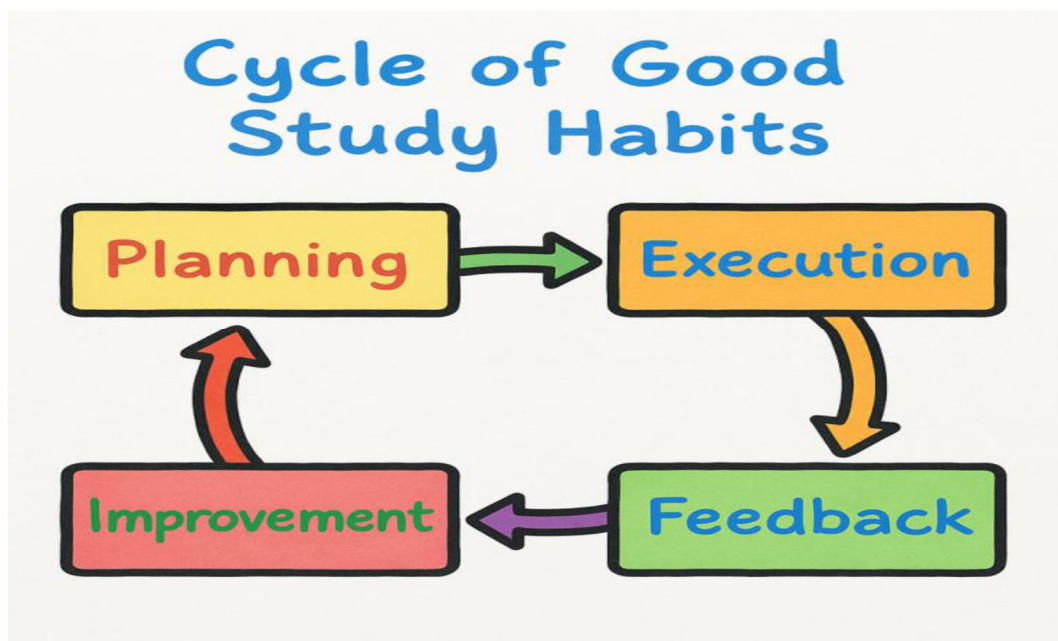 Cycle of Good
Study Habits
Planning
Execution
Improvement
Feedback